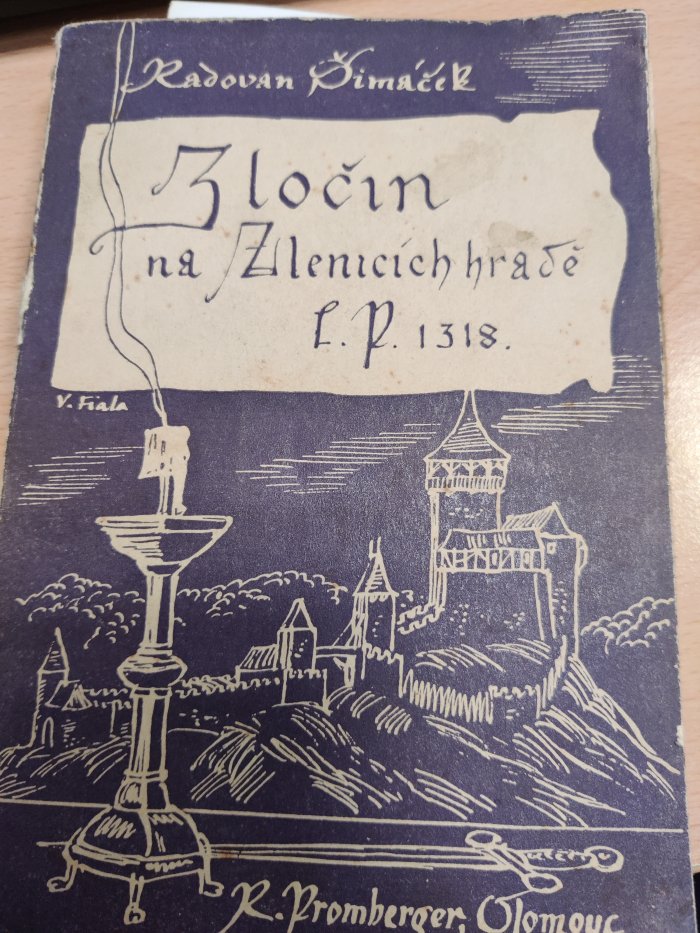 Radovan Šimáček
Zločin
na Zlenicích hradě
L. P. 1318.
V. Fiala
R. Promberger, Olomouc